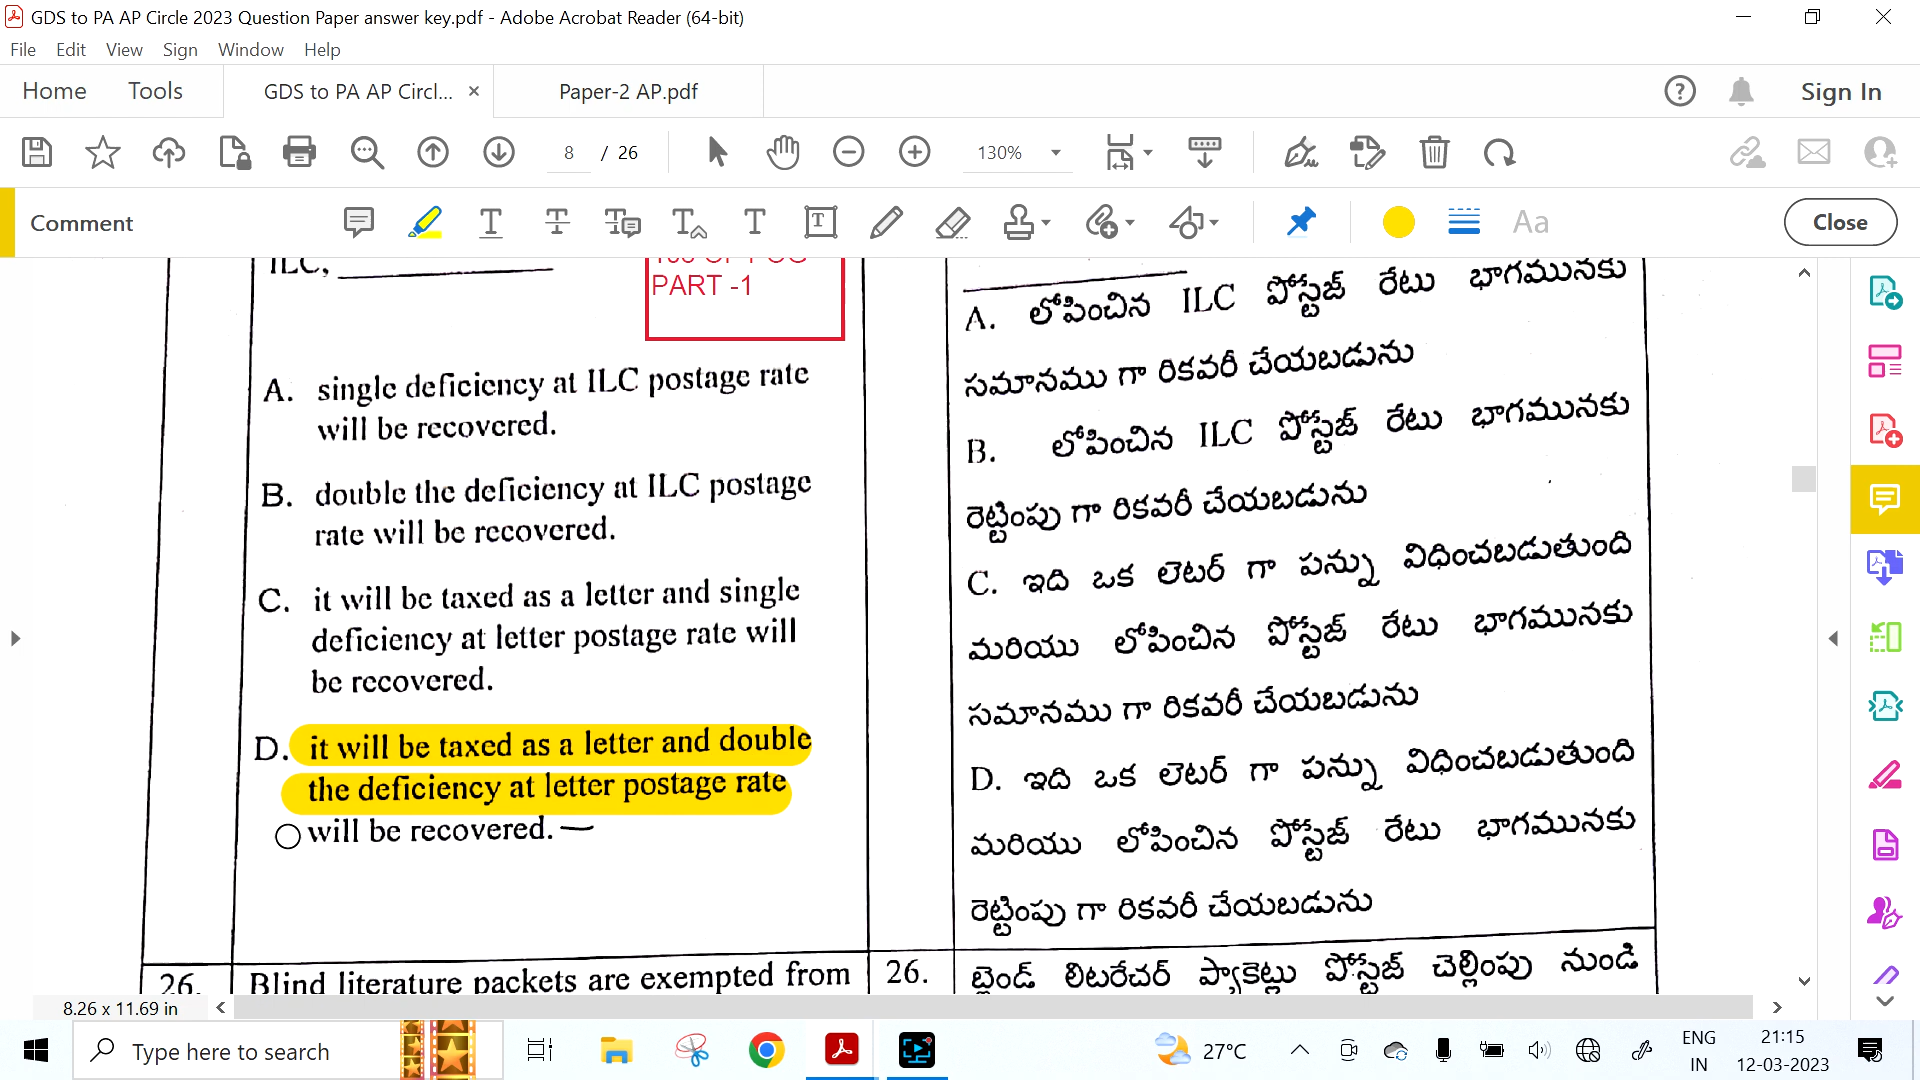 GDS to PA AP Circle 2023 Question Paper answer key.pdf - Adobe Acrobat Reader (64-bit)
File Edit View Sign Window Help
Home Tools GDS to PA AP Circl... × Paper-2 AP.pdf Sign In
8 / 26 130%
Comment Aa Close
ILC,
PART -1
A. single deficiency at ILC postage rate
will be recovered.
B. double the deficiency at ILC postage
rate will be recovered.
C. it will be taxed as a letter and single
deficiency at letter postage rate will
be recovered.
D. it will be taxed as a letter and double
the deficiency at letter postage rate
will be recovered.
26. Blind literature packets are exempted from
A. లోపించిన ILC పోస్టేజ్ రేటు భాగమునకు
సమానము గా రికవరీ చేయబడును
B. లోపించిన ILC పోస్టేజ్ రేటు భాగమునకు
రెట్టింపు గా రికవరీ చేయబడును
C. ఇది ఒక లెటర్ గా పన్ను విధించబడుతుంది
మరియు లోపించిన పోస్టేజ్ రేటు భాగమునకు
సమానము గా రికవరీ చేయబడును
D. ఇది ఒక లెటర్ గా పన్ను విధించబడుతుంది
మరియు లోపించిన పోస్టేజ్ రేటు భాగమునకు
రెట్టింపు గా రికవరీ చేయబడును
26. బ్లైండ్ లిటరేచర్ ప్యాకెట్లు పోస్టేజ్ చెల్లింపు నుండి
8.26 x 11.69 in
Type here to search
27°C
ENG
IN
21:15
12-03-2023